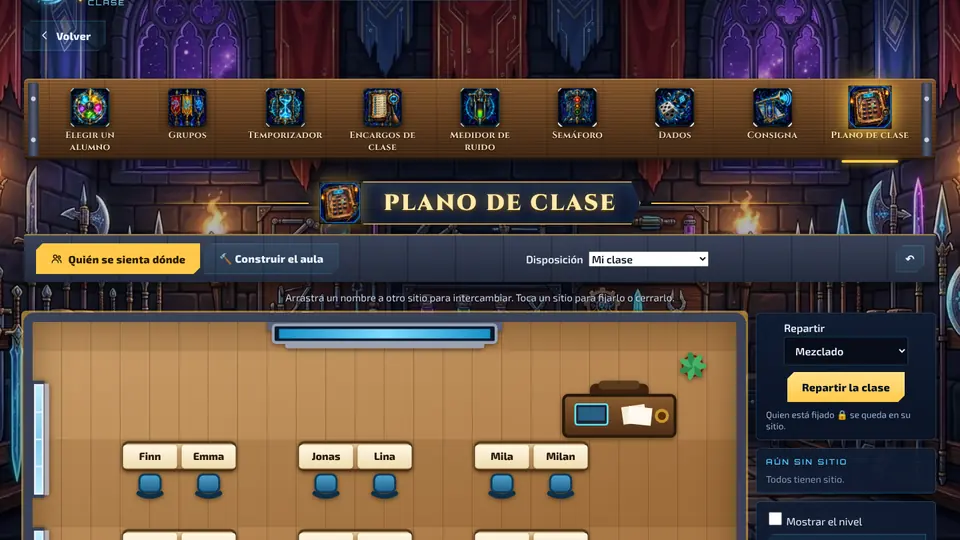 CLASE
Volver
ELEGIR UN
ALUMNO
GRUPOS
TEMPORIZADOR
ENCARGOS DE
CLASE
MEDIDOR DE
RUIDO
SEMÁFORO
DADOS
CONSIGNA
PLANO DE CLASE
PLANO DE CLASE
Quién se sienta dónde
Construir el aula
Disposición
Mi clase
Arrastra un nombre a otro sitio para intercambiar. Toca un sitio para fijarlo o cerrarlo.
Repartir
Mezclado
Repartir la clase
Quien está fijado 🔒 se queda en su
sitio.
AÚN SIN SITIO
Todos tienen sitio.
Mostrar el nivel
Finn
Emma
Jonas
Lina
Mila
Milan